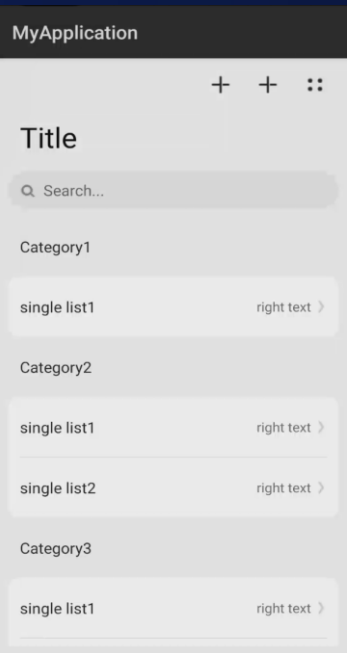 MyApplication
Title
Search...
Category1
single list1 right text
Category2
single list1 right text
single list2 right text
Category3
single list1 right text